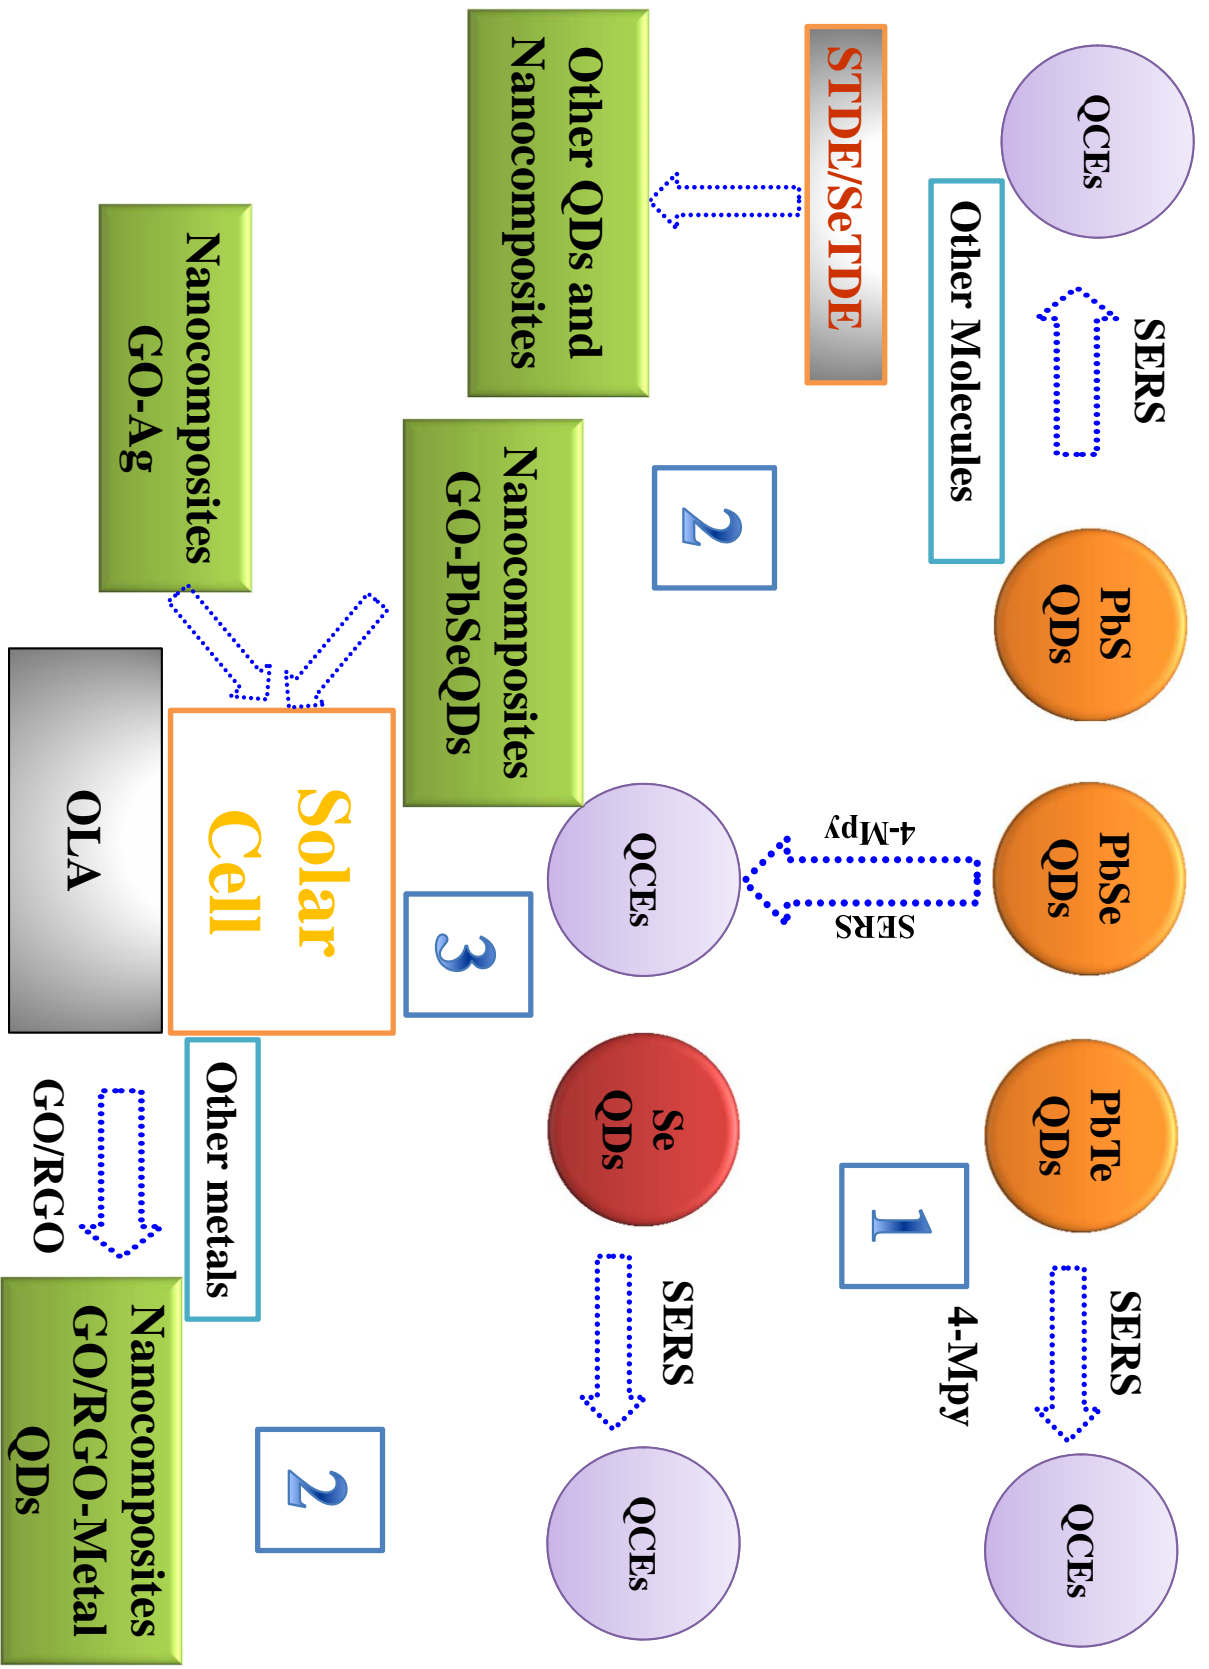 SERS
SERS
QCEs
PbS
QDs
PbSe
QDs
PbTe
QDs
QCEs
Other Molecules
4-Mpy
SERS
4-Mpy
1
STDE/SeTDE
2
QCEs
Se
QDs
SERS
QCEs
Other QDs and
Nanocomposites
Nanocomposites
GO-PbSeQDs
3
2
Solar
Cell
Nanocomposites
GO-Ag
Other metals
OLA
GO/RGO
Nanocomposites
GO/RGO-Metal
QDs